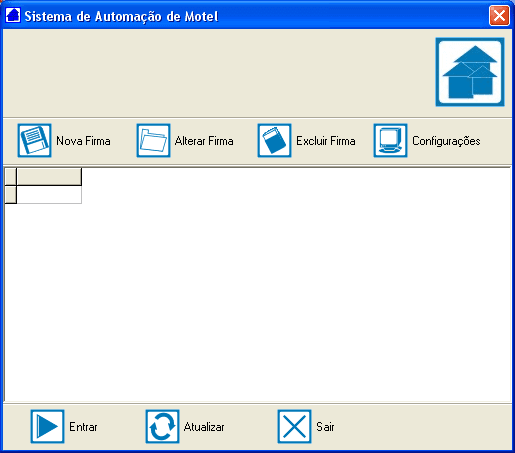 Sistema de Automação de Motel
Nova Firma Alterar Firma Excluir Firma Configurações
Entrar Atualizar Sair